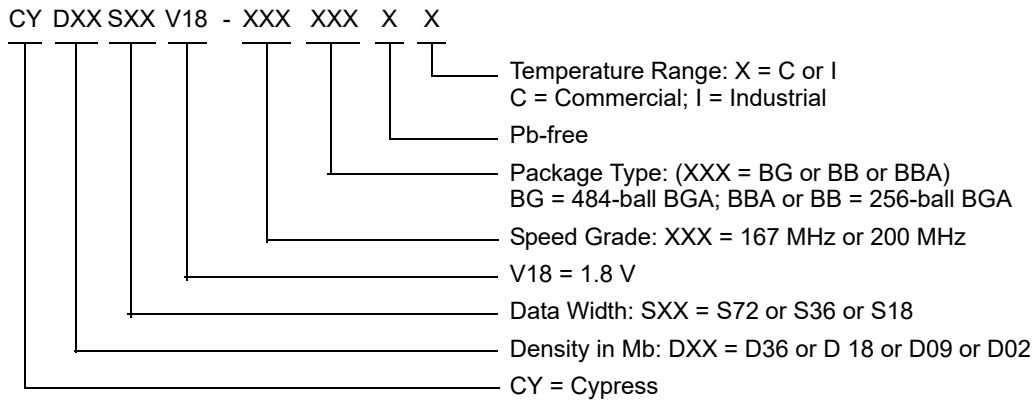 CY DXX SXX V18 - XXX XXX X X
Temperature Range: X = C or I
C = Commercial; I = Industrial
Pb-free
Package Type: (XXX = BG or BB or BBA)
BG = 484-ball BGA; BBA or BB = 256-ball BGA
Speed Grade: XXX = 167 MHz or 200 MHz
V18 = 1.8 V
Data Width: SXX = S72 or S36 or S18
Density in Mb: DXX = D36 or D 18 or D09 or D02
CY = Cypress